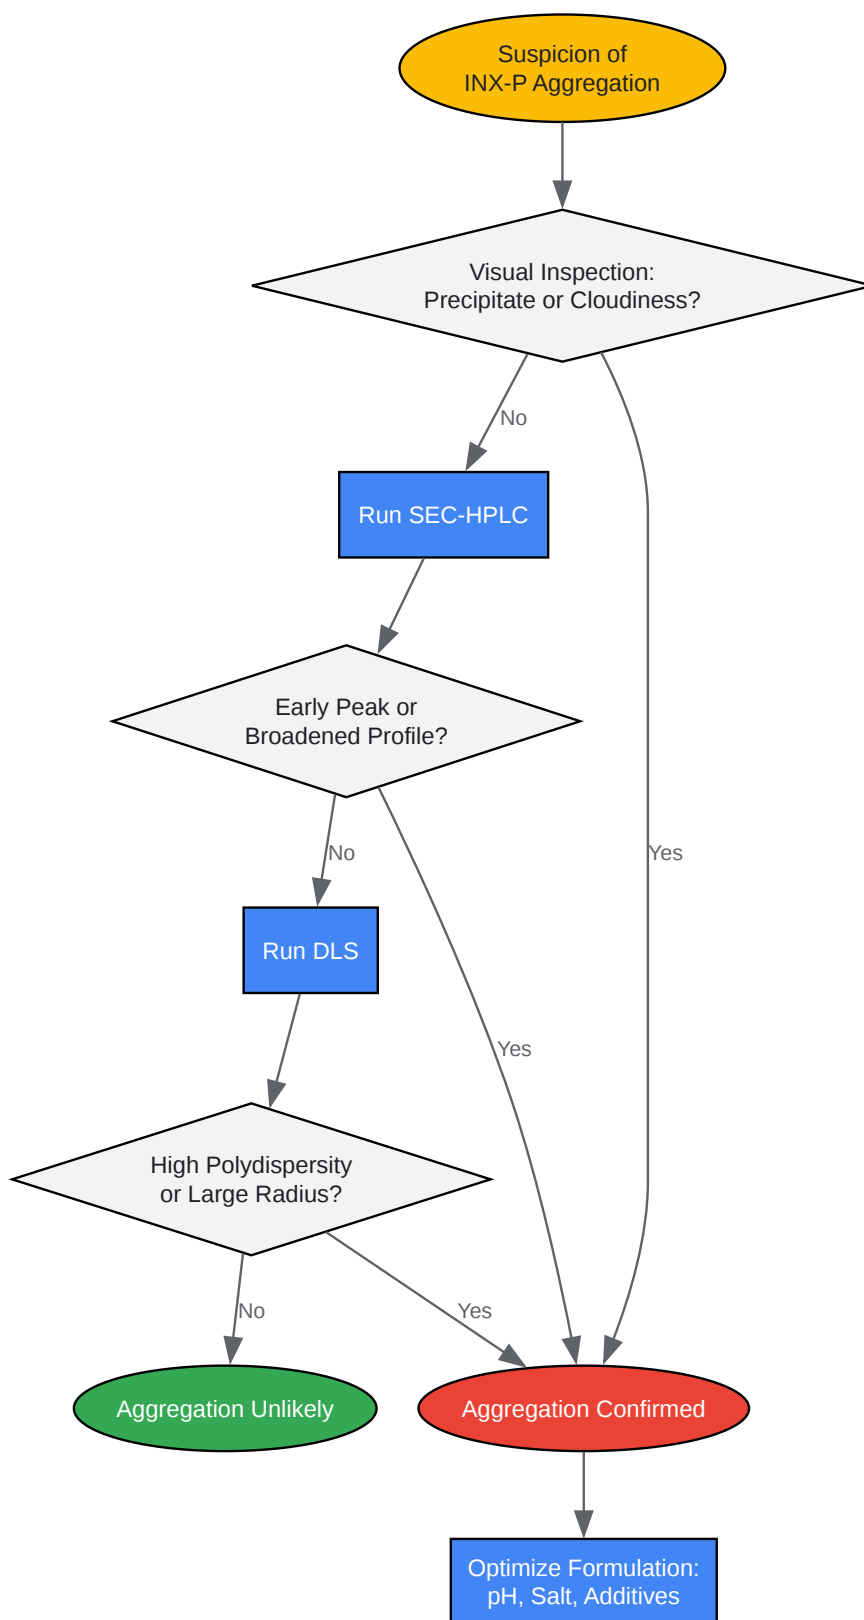 Suspicion of
INX-P Aggregation
Visual Inspection:
Precipitate or Cloudiness?
No
Run SEC-HPLC
Early Peak or
Broadened Profile?
No
Yes
Run DLS
Yes
High Polydispersity
or Large Radius?
No
Yes
Aggregation Unlikely
Aggregation Confirmed
Optimize Formulation:
pH, Salt, Additives